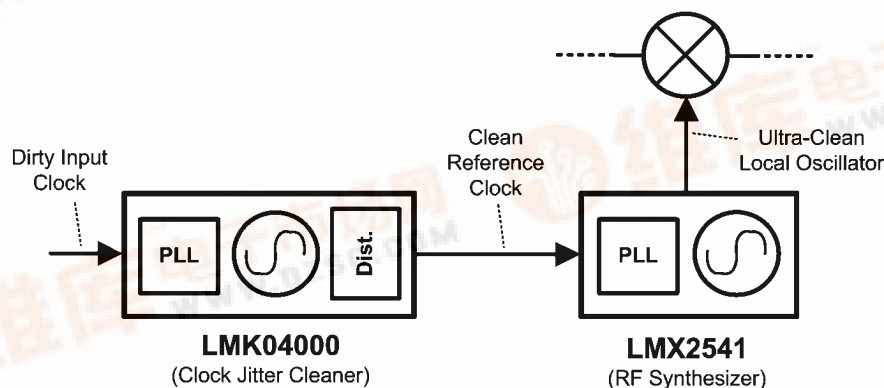 Dirty Input
Clock
Clean
Reference
Clock
Ultra-Clean
Local Oscillator
PLL
Dist.
PLL
LMK04000
(Clock Jitter Cleaner)
LMX2541
(RF Synthesizer)